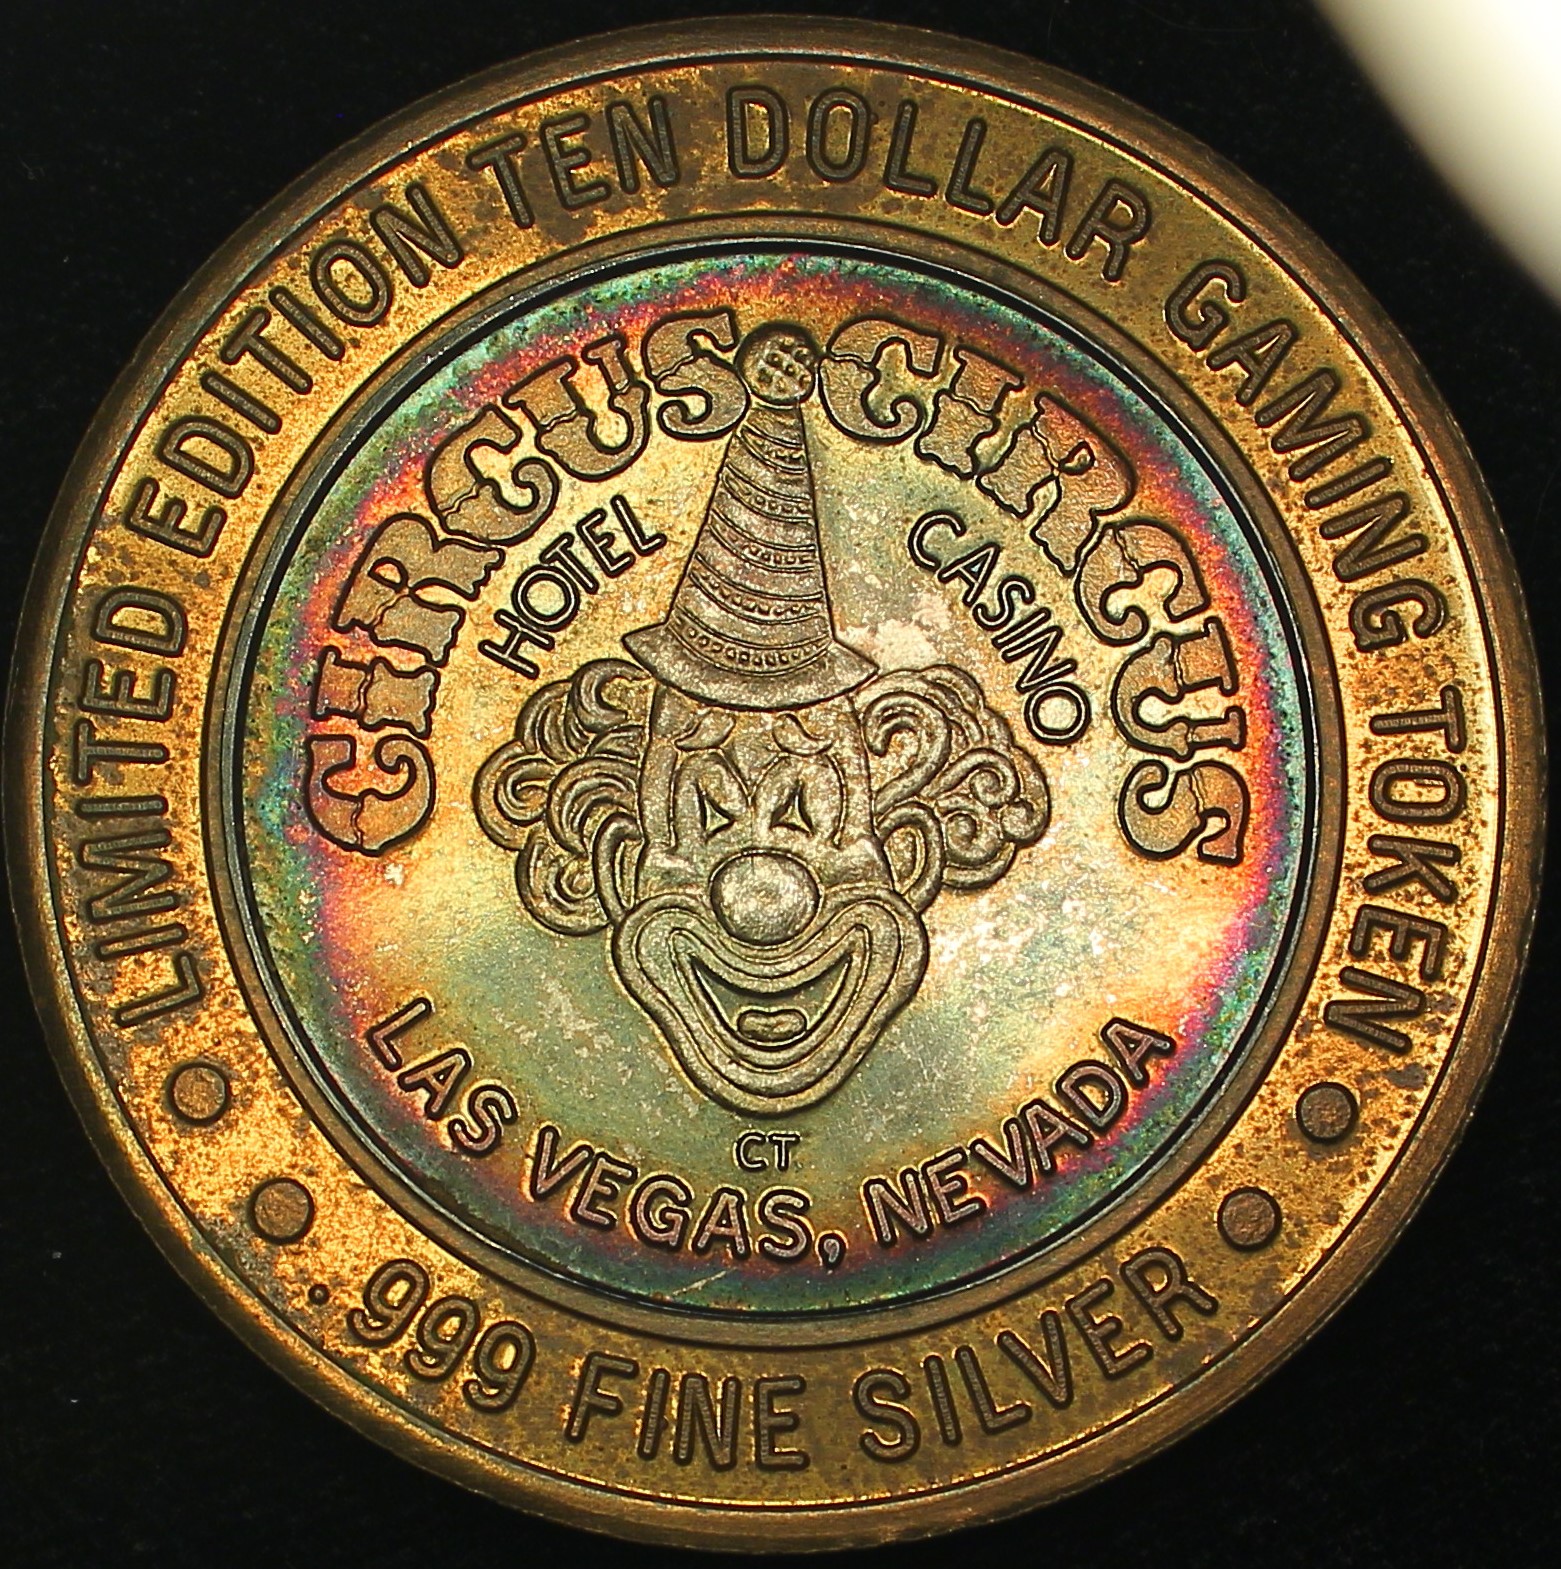 LIMITED EDITION TEN DOLLAR GAMING TOKEN
CIRCUS CIRCUS
HOTEL CASINO
CT
LAS VEGAS, NEVADA
.999 FINE SILVER